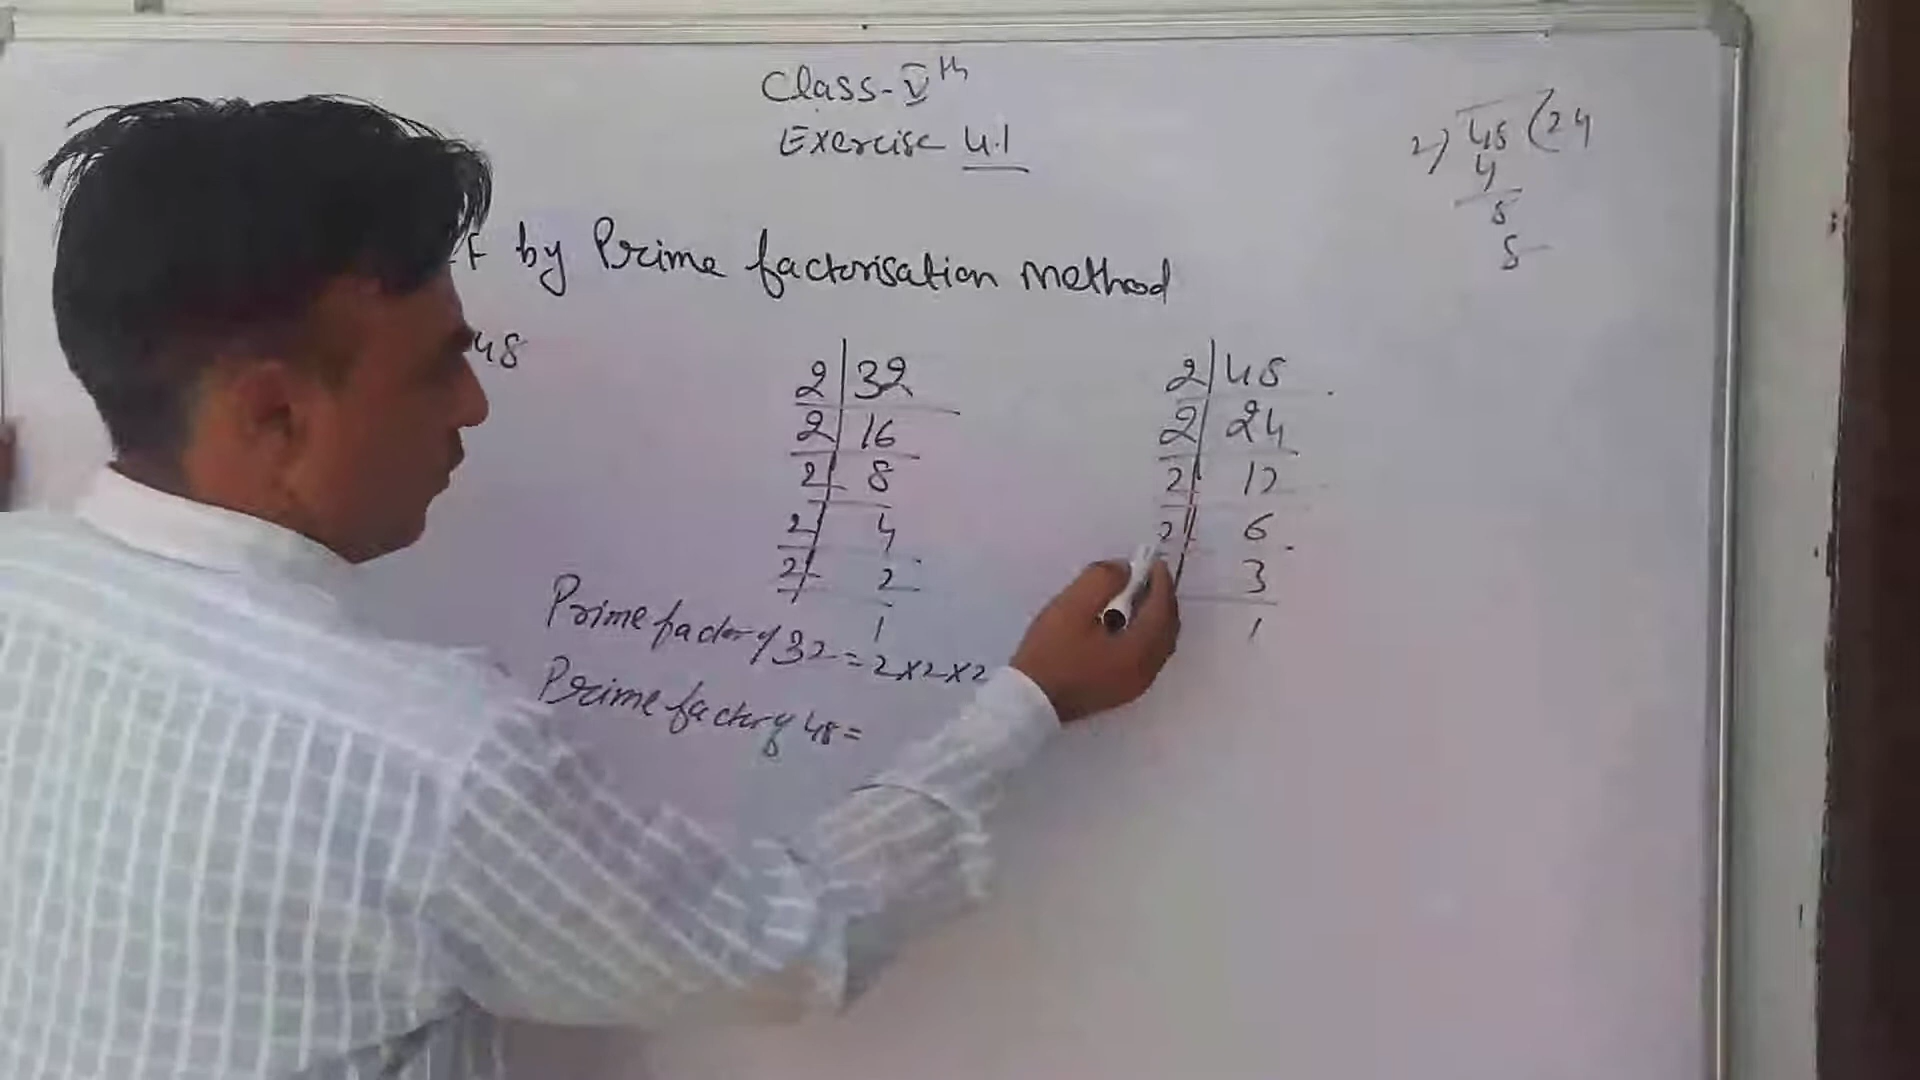 Class-Vth
Exercise 4.1
F by Prime factorisation Method
48
2 | 32
2 | 16
2 | 8
2 | 4
2 | 2
1
2 | 48
2 | 24
2 | 12
2 | 6
3
1
Prime factor of 32 = 2×2×2
Prime factor of 48 =
2) 48 (24
4
8
8